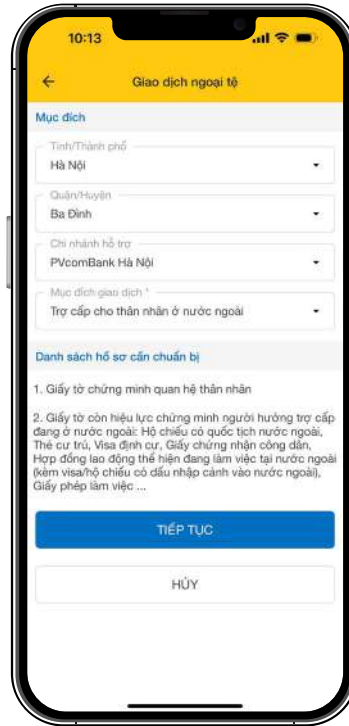 10:13
Giao dịch ngoại tệ
Mục đích
Tỉnh/Thành phố
Hà Nội
Quận/Huyện
Ba Đình
Chi nhánh hỗ trợ
PVcomBank Hà Nội
Mục đích giao dịch *
Trợ cấp cho thân nhân ở nước ngoài
Danh sách hồ sơ cần chuẩn bị
1. Giấy tờ chứng minh quan hệ thân nhân
2. Giấy tờ còn hiệu lực chứng minh người hưởng trợ cấp
đang ở nước ngoài: Hộ chiếu có quốc tịch nước ngoài,
Thẻ cư trú, Visa định cư, Giấy chứng nhận công dân,
Hợp đồng lao động thể hiện đang làm việc tại nước ngoài
(kèm visa/hộ chiếu có dấu nhập cảnh vào nước ngoài),
Giấy phép làm việc ...
TIẾP TỤC
HỦY